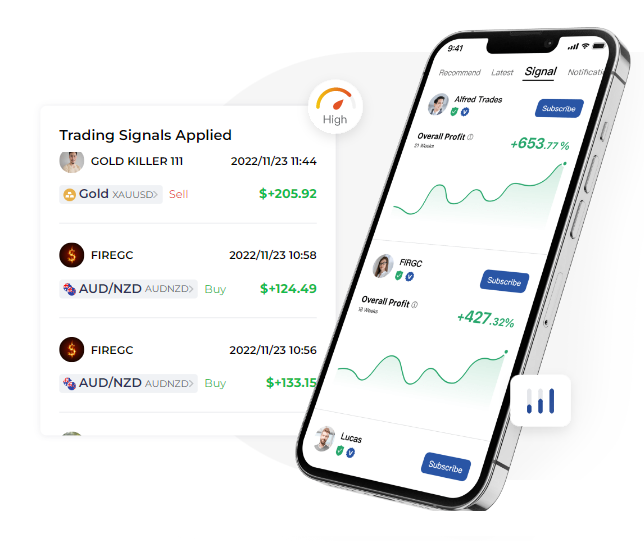 High
Trading Signals Applied
GOLD KILLER 111 2022/11/23 11:44
Gold XAUUSD> Sell $+205.92
FIREGC 2022/11/23 10:58
AUD/NZD AUDNZD> Buy $+124.49
FIREGC 2022/11/23 10:56
AUD/NZD AUDNZD> Buy $+133.15
9:41
Recommend Latest Signal Notificatio
Alfred Trades Subscribe
Overall Profit
21 Weeks
+653.77 %
FIRGC Subscribe
Overall Profit
18 Weeks
+427.32%
Lucas Subscribe